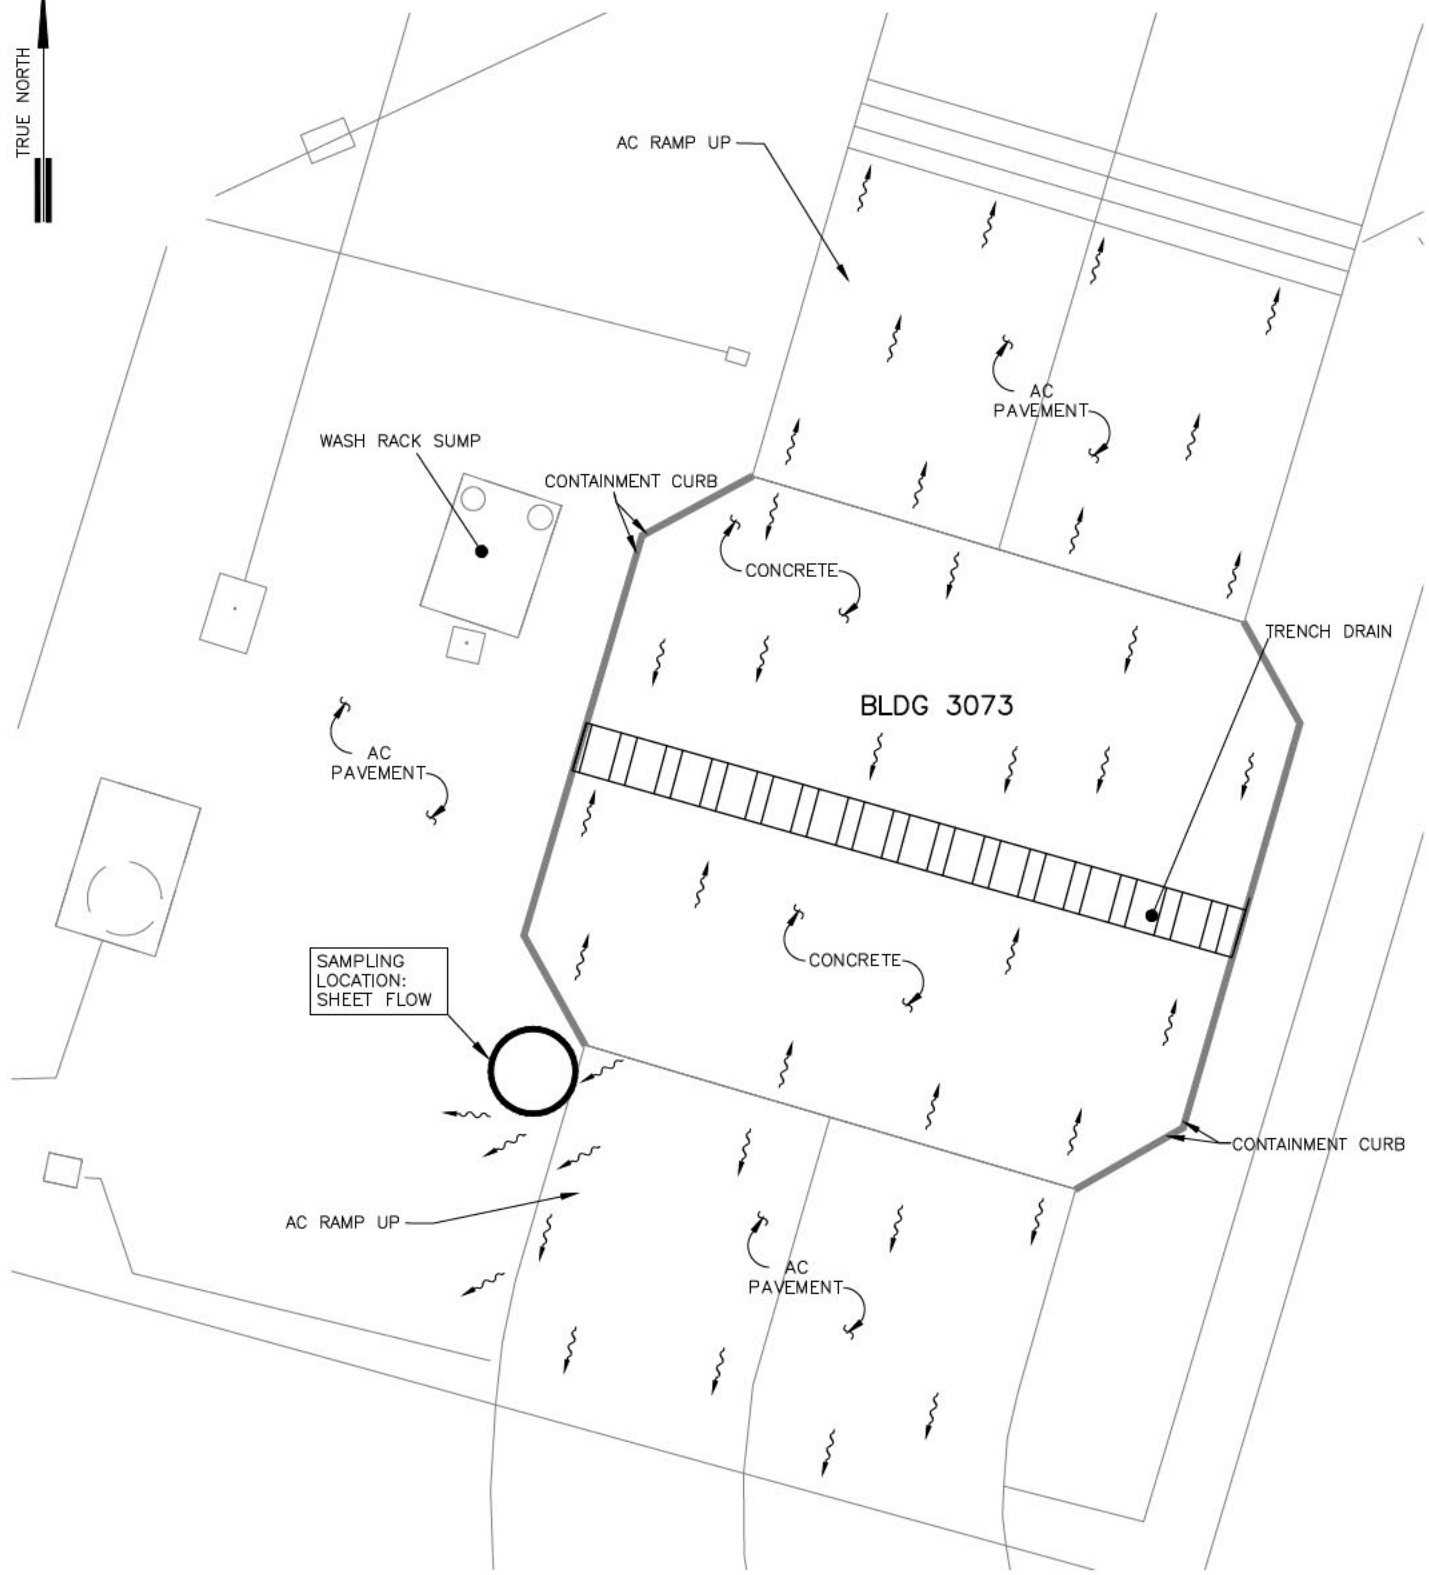 TRUE NORTH
AC RAMP UP
AC
PAVEMENT
WASH RACK SUMP
CONTAINMENT CURB
CONCRETE
TRENCH DRAIN
BLDG 3073
AC
PAVEMENT
CONCRETE
SAMPLING
LOCATION:
SHEET FLOW
CONTAINMENT CURB
AC RAMP UP
AC
PAVEMENT